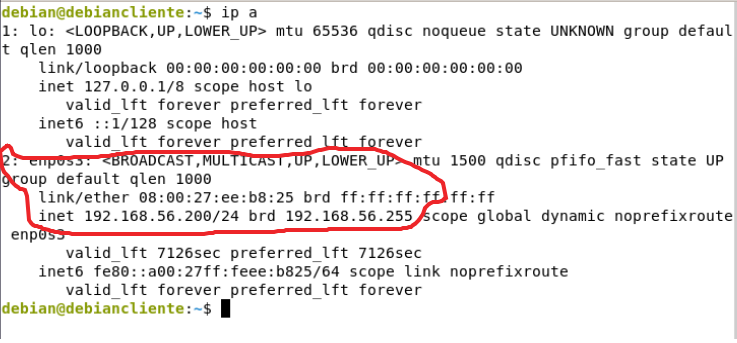 debian@debiancliente:~$ ip a
1: lo: <LOOPBACK,UP,LOWER_UP> mtu 65536 qdisc noqueue state UNKNOWN group defaul
t qlen 1000
    link/loopback 00:00:00:00:00:00 brd 00:00:00:00:00:00
    inet 127.0.0.1/8 scope host lo
       valid_lft forever preferred_lft forever
    inet6 ::1/128 scope host
       valid_lft forever preferred_lft forever
2: enp0s3: <BROADCAST,MULTICAST,UP,LOWER_UP> mtu 1500 qdisc pfifo_fast state UP
group default qlen 1000
    link/ether 08:00:27:ee:b8:25 brd ff:ff:ff:ff:ff:ff
    inet 192.168.56.200/24 brd 192.168.56.255 scope global dynamic noprefixroute
 enp0s3
       valid_lft 7126sec preferred_lft 7126sec
    inet6 fe80::a00:27ff:feee:b825/64 scope link noprefixroute
       valid_lft forever preferred_lft forever
debian@debiancliente:~$